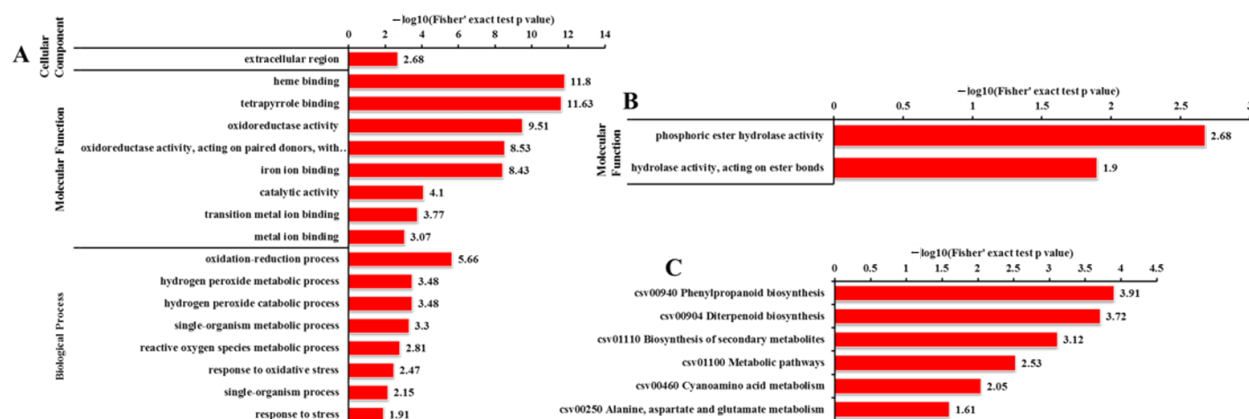 −log10(Fisher' exact test p value)
0 2 4 6 8 10 12 14
A
Cellular
Component
extracellular region 2.68
Molecular Function
heme binding 11.8
tetrapyrrole binding 11.63
oxidoreductase activity 9.51
oxidoreductase activity, acting on paired donors, with.. 8.53
iron ion binding 8.43
catalytic activity 4.1
transition metal ion binding 3.77
metal ion binding 3.07
Biological Process
oxidation-reduction process 5.66
hydrogen peroxide metabolic process 3.48
hydrogen peroxide catabolic process 3.48
single-organism metabolic process 3.3
reactive oxygen species metabolic process 2.81
response to oxidative stress 2.47
single-organism process 2.15
response to stress 1.91
B
−log10(Fisher' exact test p value)
0 0.5 1 1.5 2 2.5
Molecular
Function
phosphoric ester hydrolase activity 2.68
hydrolase activity, acting on ester bonds 1.9
C
−log10(Fisher' exact test p value)
0 0.5 1 1.5 2 2.5 3 3.5 4 4.5
csv00940 Phenylpropanoid biosynthesis 3.91
csv00904 Diterpenoid biosynthesis 3.72
csv01110 Biosynthesis of secondary metabolites 3.12
csv01100 Metabolic pathways 2.53
csv00460 Cyanoamino acid metabolism 2.05
csv00250 Alanine, aspartate and glutamate metabolism 1.61